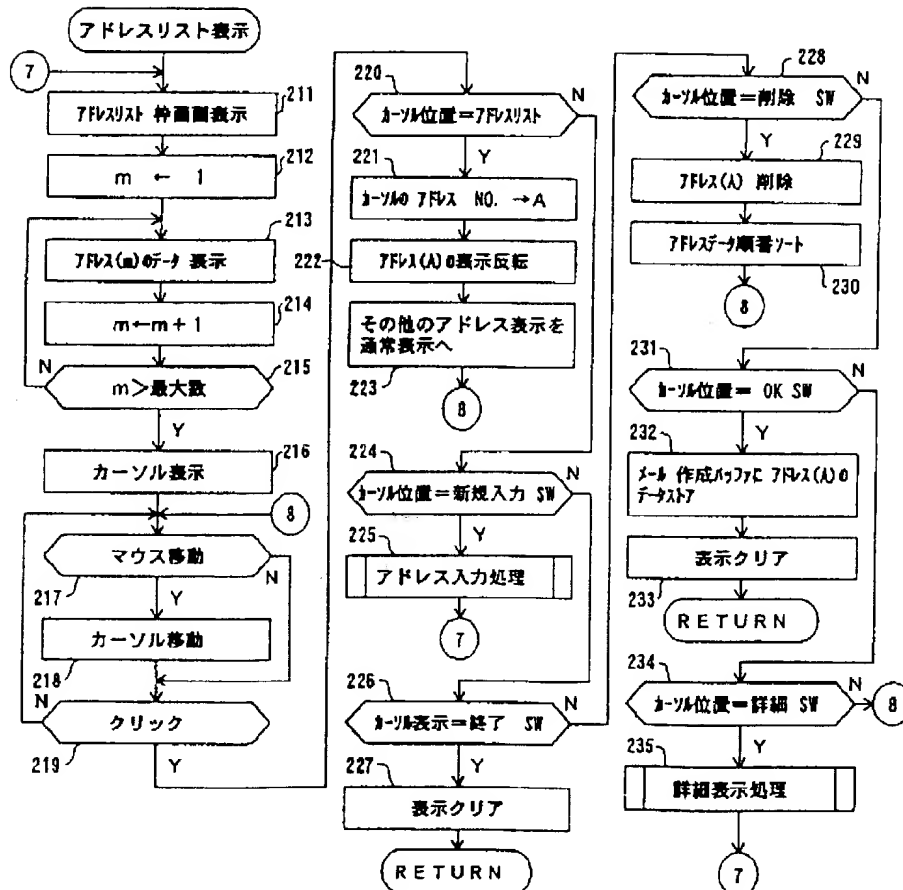 アドレスリスト表示
7
211
アドレスリスト 枠画面表示
212
m ← 1
213
アドレス(m)のデータ 表示
214
m←m+1
N
215
m>最大数
Y
216
カーソル表示
8
マウス移動
217
N
Y
カーソル移動
218
N
クリック
219
Y
220
N
カーソル位置=アドレスリスト
Y
221
カーソルの アドレス NO. →A
222
アドレス(A)の表示反転
その他のアドレス表示を
通常表示へ
223
8
224
N
カーソル位置=新規入力 SW
Y
225
アドレス入力処理
7
226
N
カーソル表示=終了 SW
Y
227
表示クリア
RETURN
228
N
カーソル位置=削除 SW
Y
229
アドレス(A) 削除
アドレスデータ順番ソート
230
8
231
N
カーソル位置= OK SW
Y
232
メール 作成バッファに アドレス(A)の
データストア
表示クリア
233
RETURN
234
N
カーソル位置=詳細 SW
8
Y
235
詳細表示処理
7